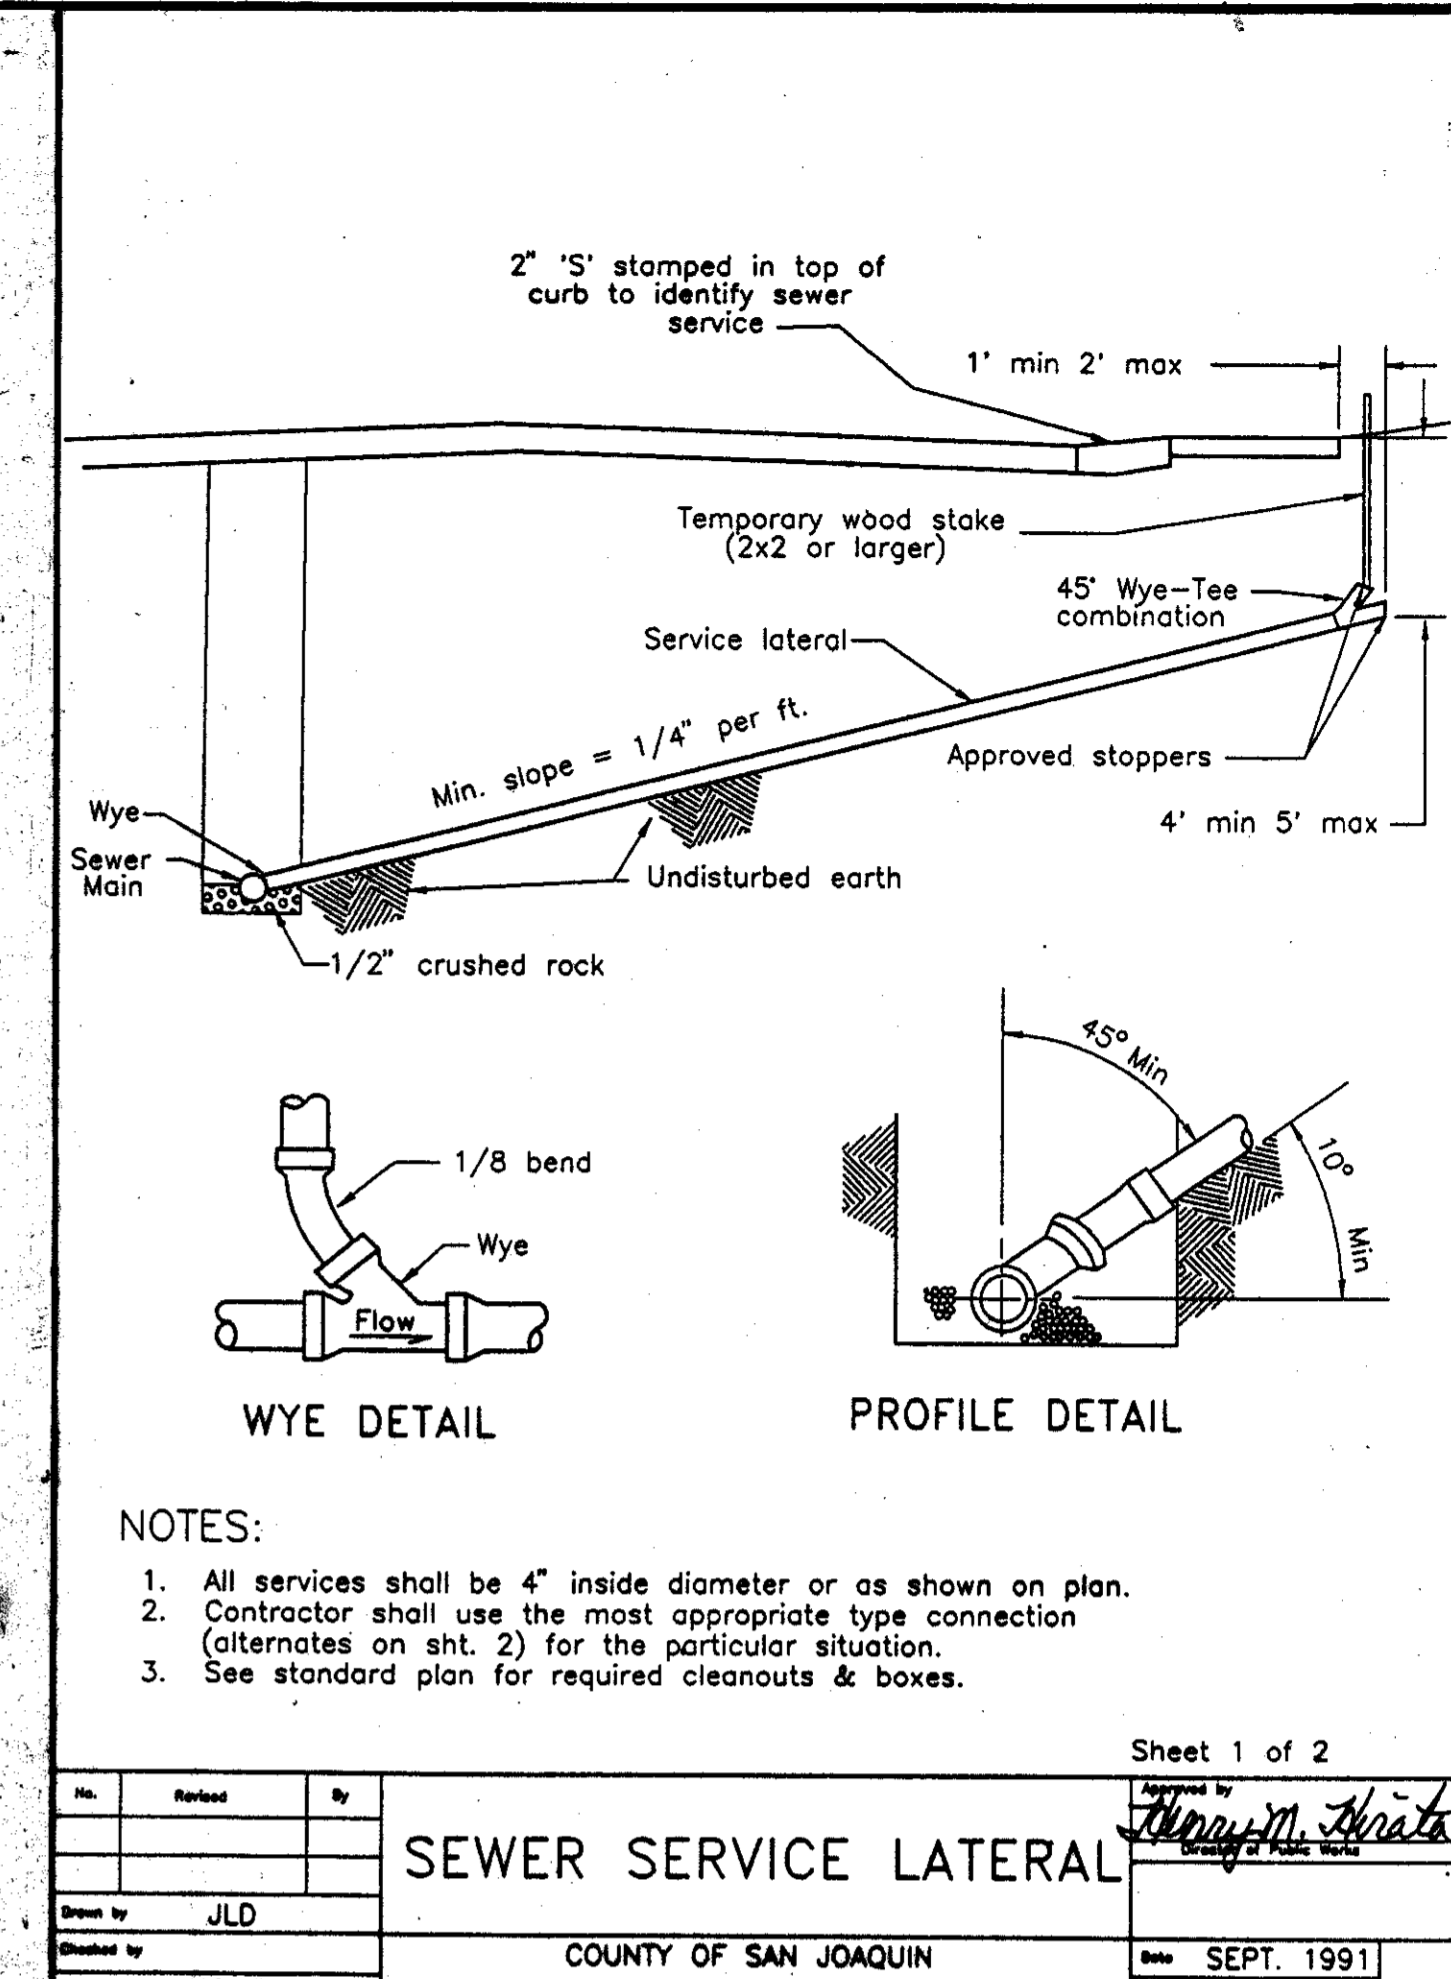 2" 'S' stamped in top of
curb to identify sewer
service
1' min 2' max
Temporary wood stake
(2x2 or larger)
45° Wye-Tee
combination
Service lateral
Min. slope = 1/4" per ft.
Approved stoppers
4' min 5' max
Wye
Sewer
Main
Undisturbed earth
1/2" crushed rock
45° Min
10° Min
1/8 bend
Wye
Flow
WYE DETAIL
PROFILE DETAIL
NOTES:
1. All services shall be 4" inside diameter or as shown on plan.
2. Contractor shall use the most appropriate type connection
(alternates on sht. 2) for the particular situation.
3. See standard plan for required cleanouts & boxes.
Sheet 1 of 2
No. Revised By
Approved by
Henry M. Hirata
Director of Public Works
SEWER SERVICE LATERAL
Drawn by JLD
Checked by
COUNTY OF SAN JOAQUIN
Date SEPT. 1991